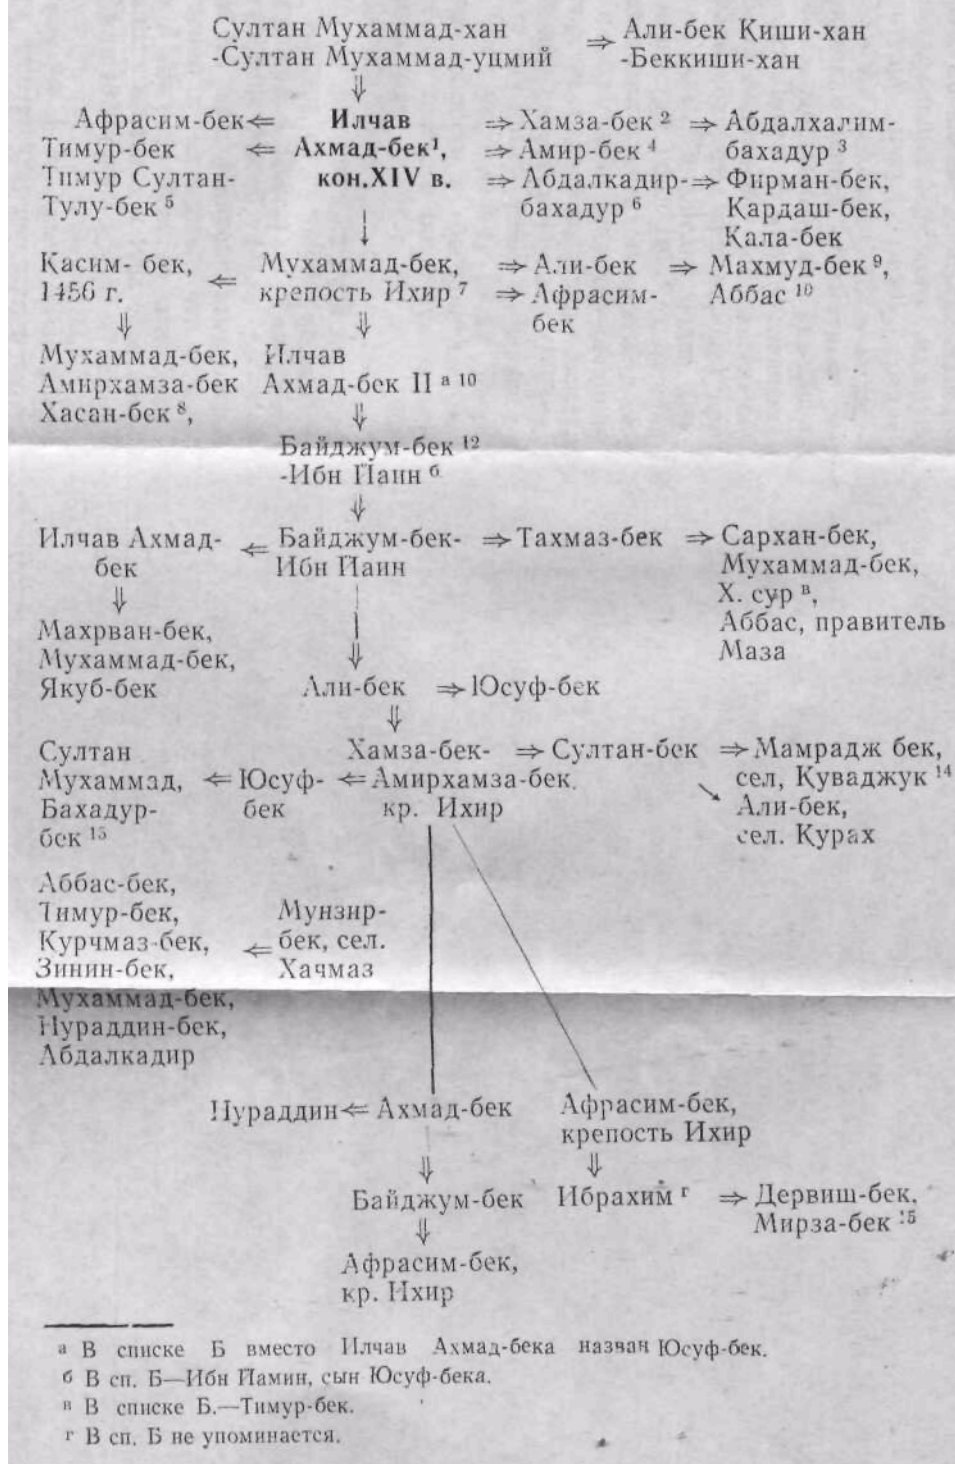 Султан Мухаммад-хан ⇒ Али-бек Киши-хан
-Султан Мухаммад-уцмий -Беккиши-хан
⇓
Афрасим-бек ⇐ Илчав ⇒ Хамза-бек ² ⇒ Абдалхалим-
Тимур-бек ⇐ Ахмад-бек¹, ⇒ Амир-бек ⁴ бахадур ³
Тимур Султан- кон. XIV в. ⇒ Абдалкадир- ⇒ Фирман-бек,
Тулу-бек ⁵ бахадур ⁶ Кардаш-бек,
Кала-бек
↓
Касим- бек, ⇐ Мухаммад-бек, ⇒ Али-бек ⇒ Махмуд-бек ⁹,
1456 г. крепость Ихир ⁷ ⇒ Афрасим- Аббас ¹⁰
бек
⇓ ⇓
Мухаммад-бек, Илчав
Амирхамза-бек Ахмад-бек II ᵃ ¹⁰
Хасан-бек ⁸,
⇓
Байджум-бек ¹²
-Ибн Йаин ᵇ
⇓
Илчав Ахмад- ⇐ Байджум-бек- ⇒ Тахмаз-бек ⇒ Сархан-бек,
бек Ибн Йаин Мухаммад-бек,
⇓ Х. сур ᵛ,
Махрван-бек, Аббас, правитель
Мухаммад-бек, Маза
⇓
Якуб-бек Али-бек ⇒ Юсуф-бек
⇓
Султан Хамза-бек- ⇒ Султан-бек ⇒ Мамрадж бек,
Мухаммад, ⇐ Юсуф- ⇐ Амирхамза-бек, сел, Куваджук ¹⁴
Бахадур- бек кр. Ихир ↘ Али-бек,
бек ¹³ сел. Курах
Аббас-бек,
Тимур-бек, Мунзир-
Курчмаз-бек, ⇐ бек, сел.
Зинин-бек, Хачмаз
Мухаммад-бек,
Нураддин-бек,
Абдалкадир
Нураддин ⇐ Ахмад-бек Афрасим-бек,
крепость Ихир
⇓ ⇓
Байджум-бек Ибрахим ᴦ ⇒ Дервиш-бек,
⇓ Мирза-бек ¹⁵
Афрасим-бек,
кр. Ихир
а В списке Б вместо Илчав Ахмад-бека назван Юсуф-бек.
б В сп. Б—Ибн Йамин, сын Юсуф-бека.
в В списке Б.—Тимур-бек.
г В сп. Б не упоминается.